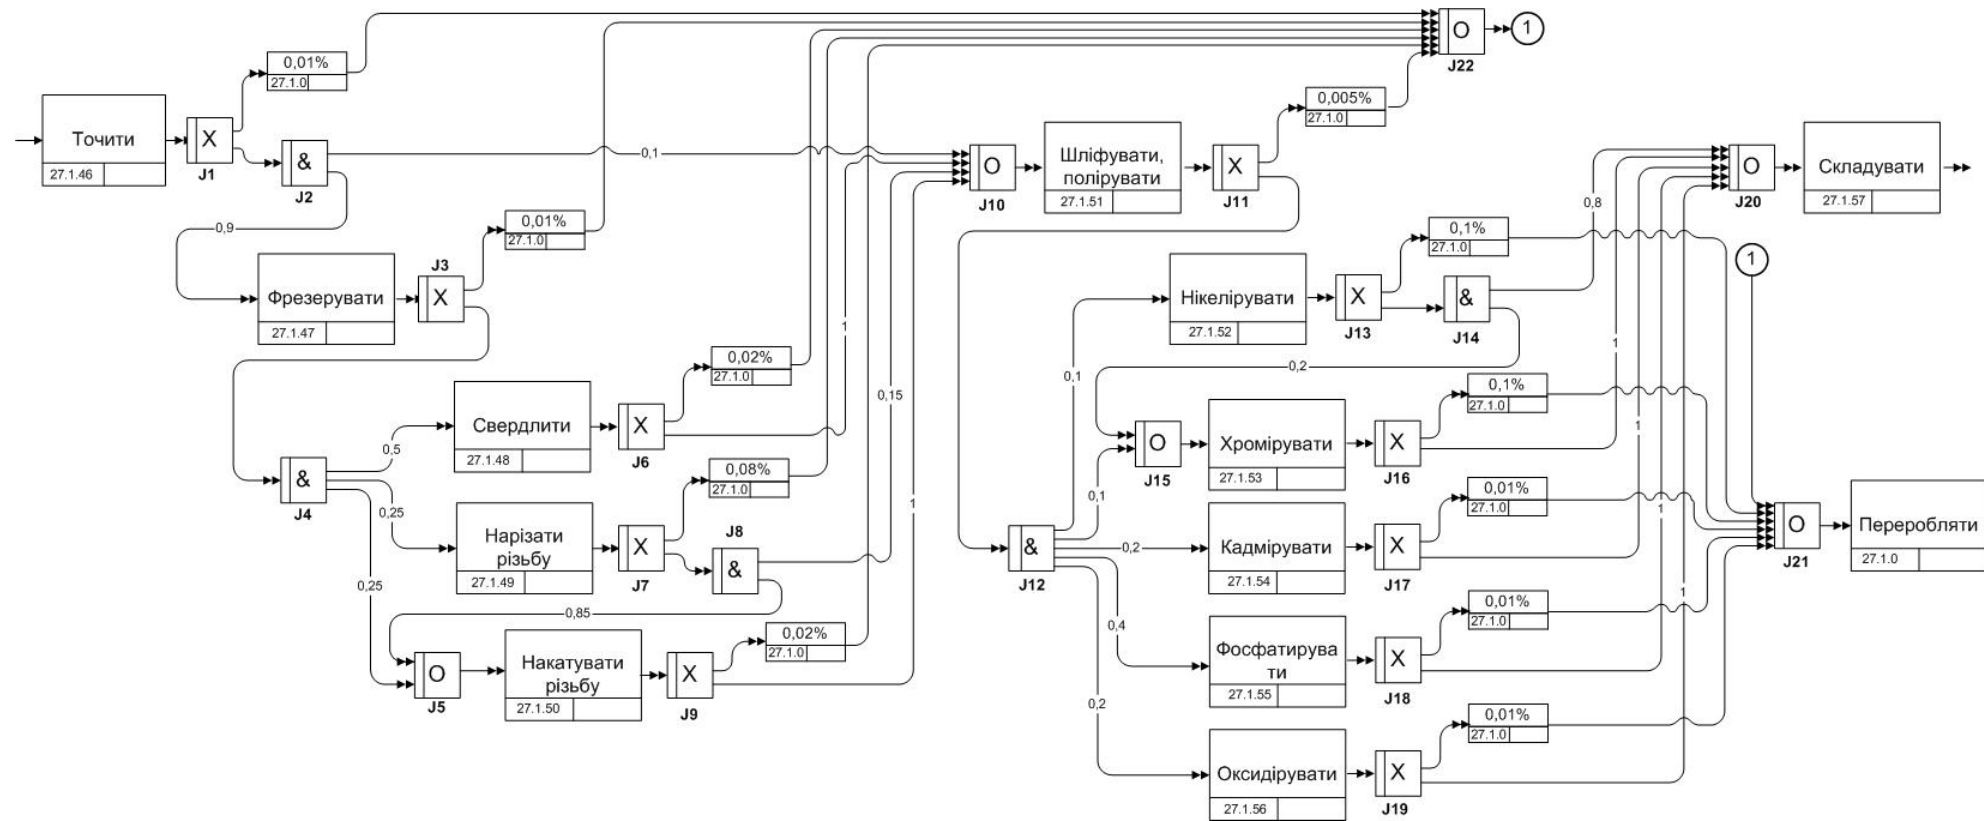 O
1
J22
0,01%
27.1.0
0,005%
27.1.0
Точити
27.1.46
X
J1
&
J2
0,1
O
J10
Шліфувати,
полірувати
27.1.51
X
J11
O
J20
Складувати
27.1.57
0,9
0,01%
27.1.0
0,8
0,1%
27.1.0
1
Фрезерувати
27.1.47
J3
X
Нікелірувати
27.1.52
X
J13
&
J14
1
1
0,02%
27.1.0
0,1
0,2
0,15
0,1%
27.1.0
Свердлити
27.1.48
X
J6
0,5
O
J15
Хромірувати
27.1.53
X
J16
1
0,08%
27.1.0
&
J4
0,25
0,1
0,01%
27.1.0
1
1
Нарізати
різьбу
27.1.49
X
J7
J8
&
&
J12
0,2
Кадмірувати
27.1.54
X
J17
O
J21
Переробляти
27.1.0
0,25
0,85
1
0,4
0,01%
27.1.0
O
J5
Накатувати
різьбу
27.1.50
X
J9
0,02%
27.1.0
Фосфатирува
ти
27.1.55
X
J18
0,2
0,01%
27.1.0
Оксидірувати
27.1.56
X
J19